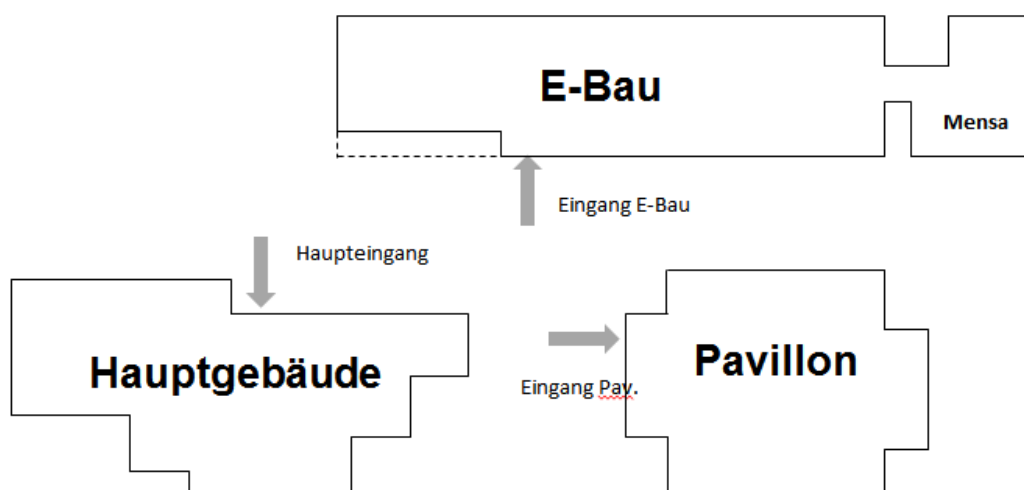 E-Bau
Mensa
Eingang E-Bau
Haupteingang
Hauptgebäude
Pavillon
Eingang Pav.